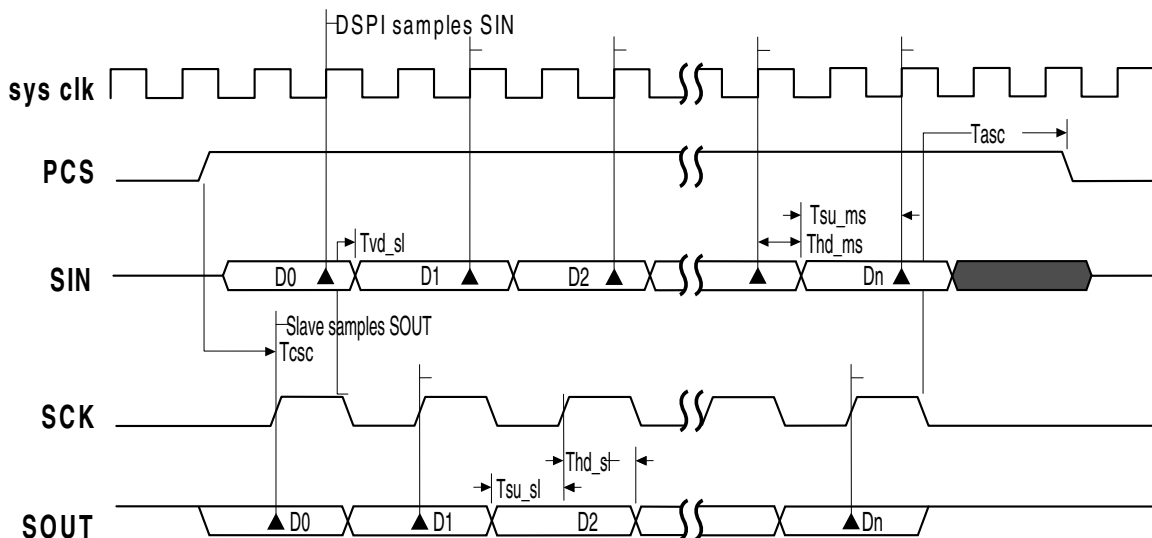 DSPI samples SIN
sys clk
Tasc
PCS
Tsu_ms
Tvd_sl
Thd_ms
SIN
D0
D1
D2
Dn
Slave samples SOUT
Tcsc
SCK
Thd_sl
Tsu_sl
SOUT
D0
D1
D2
Dn